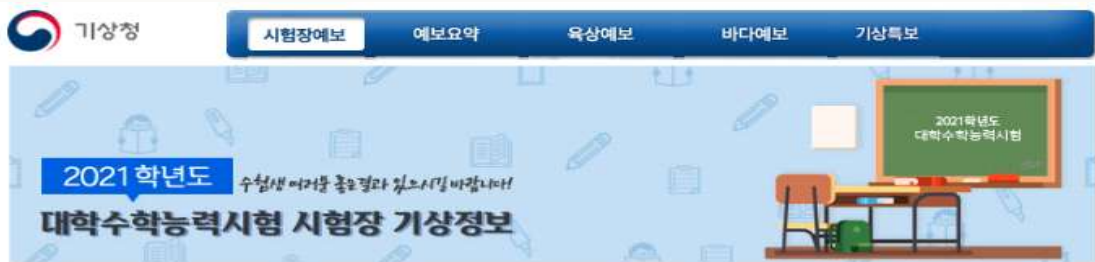 기상청
시험장예보 예보요약 육상예보 바다예보 기상특보
2021학년도
대학수학능력시험
2021학년도 수험생 여러분 좋은결과 있으시길 바랍니다!
대학수학능력시험 시험장 기상정보